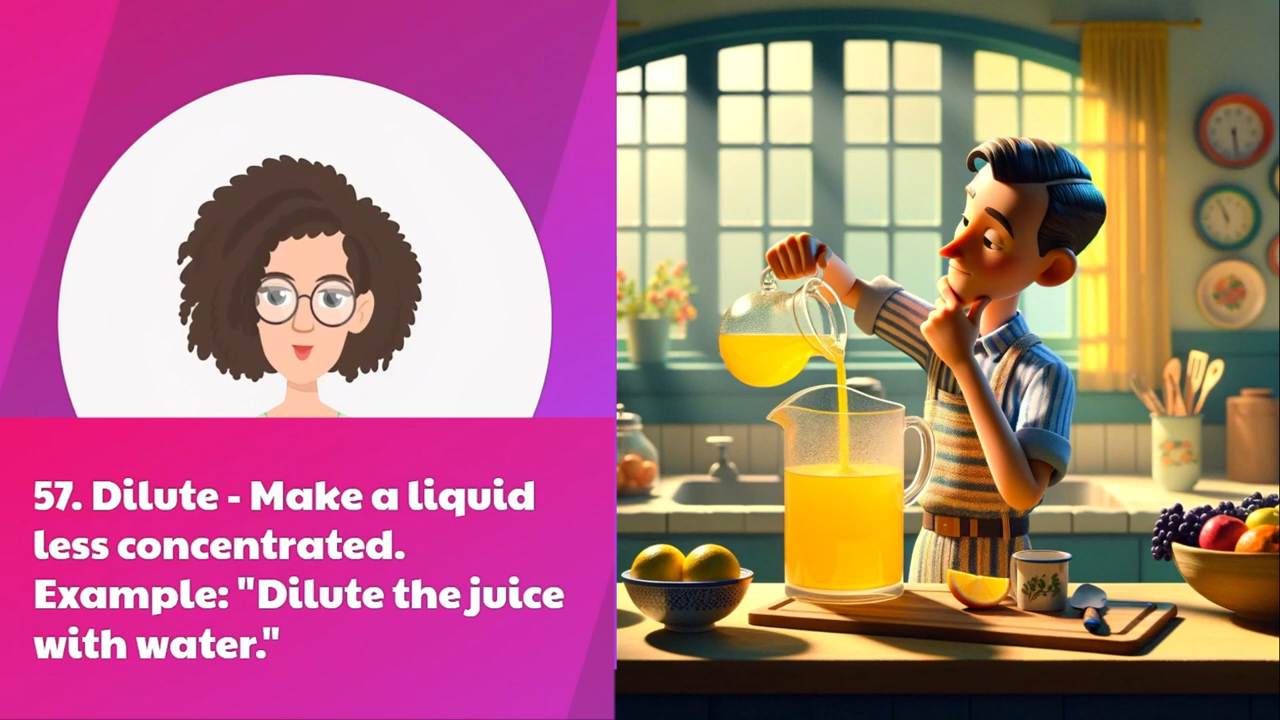 57. Dilute - Make a liquid
less concentrated.
Example: "Dilute the juice
with water."